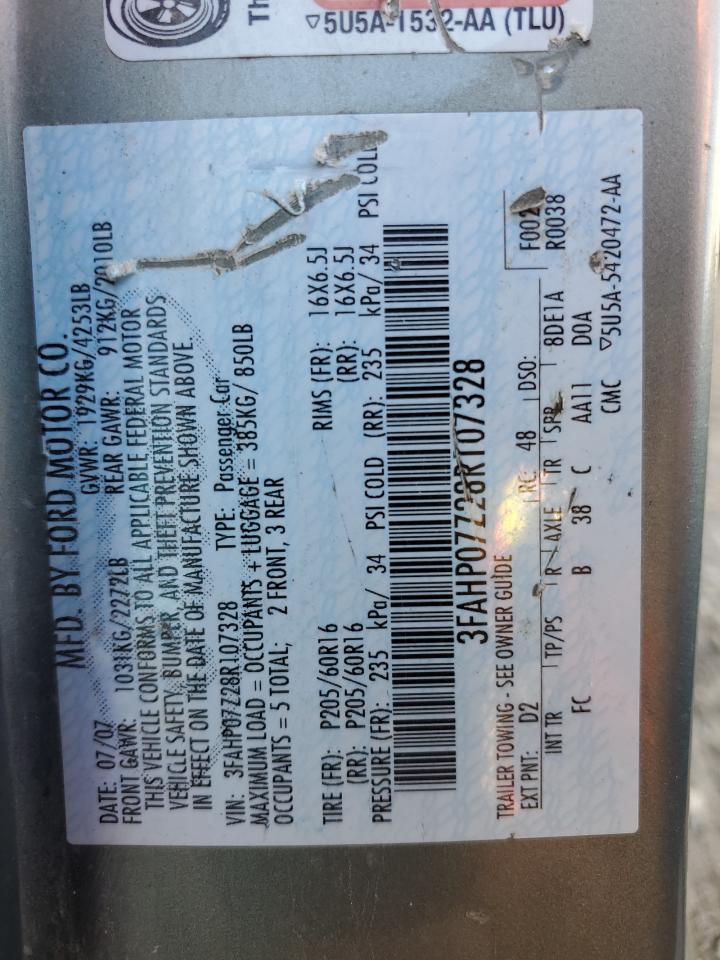 Th
▽5U5A-1532-AA (TLU)
MFD. BY FORD MOTOR CO.
DATE: 07/07 GVWR: 1929KG/4253LB
FRONT GAWR: 1031KG/2272LB REAR GAWR: 912KG/2010LB
THIS VEHICLE CONFORMS TO ALL APPLICABLE FEDERAL MOTOR
VEHICLE SAFETY, BUMPER, AND THEFT PREVENTION STANDARDS
IN EFFECT ON THE DATE OF MANUFACTURE SHOWN ABOVE.
VIN: 3FAHP07Z28R107328 TYPE: Passenger Car
MAXIMUM LOAD = OCCUPANTS + LUGGAGE = 385KG/ 850LB
OCCUPANTS = 5 TOTAL; 2 FRONT, 3 REAR
TIRE (FR): P205/60R16 RIMS (FR): 16X6.5J
(RR): P205/60R16 (RR): 16X6.5J
PRESSURE (FR): 235 kPa/ 34 PSI COLD (RR): 235 kPa/ 34 PSI COLD
3FAHP07Z28R107328
TRAILER TOWING - SEE OWNER GUIDE
EXT PNT: D2 RC: 48 DSO: F002
INT TR TP/PS R AXLE TR SPR 8DE1A R0038
FC B 38 C AA11 D0A
CMC ▽5U5A-5420472-AA